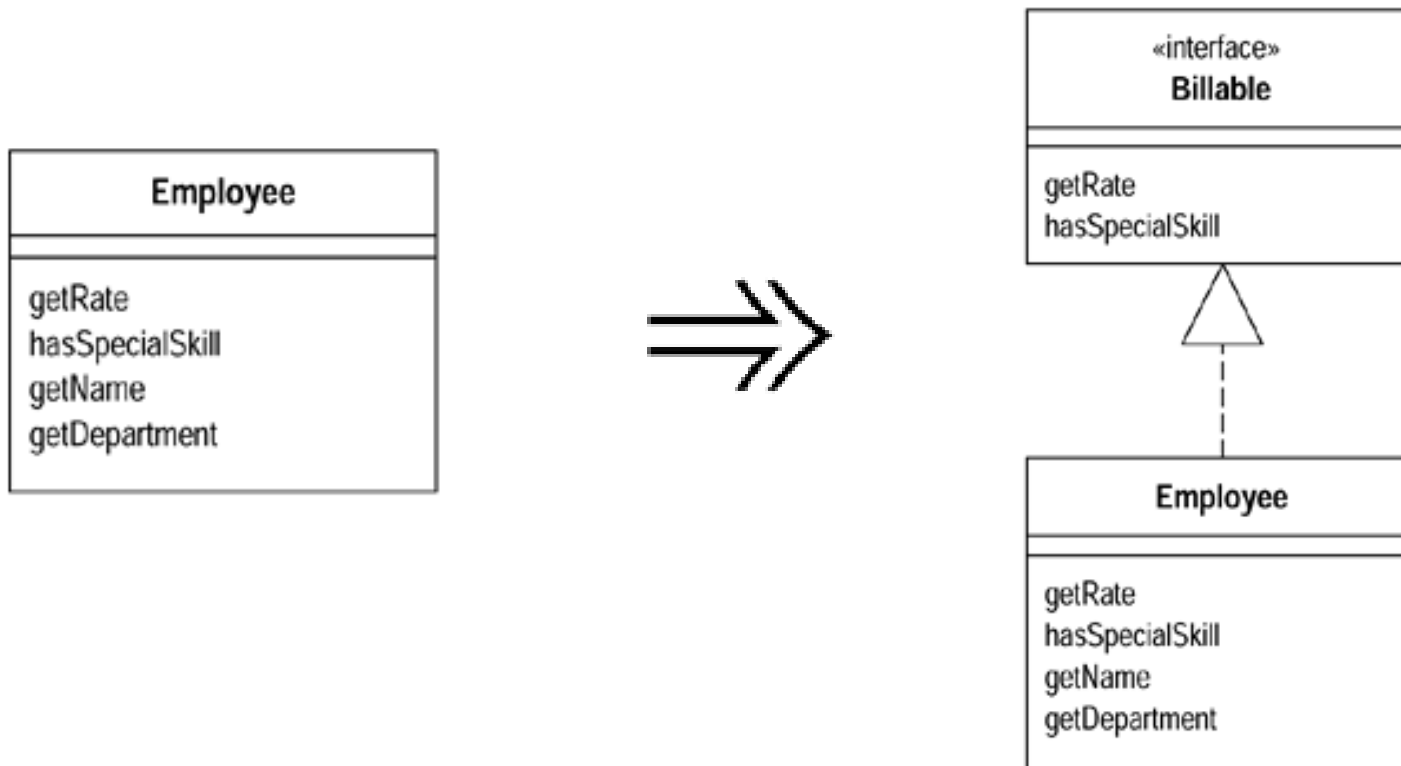 Employee
getRate
hasSpecialSkill
getName
getDepartment
«interface»
Billable
getRate
hasSpecialSkill
Employee
getRate
hasSpecialSkill
getName
getDepartment